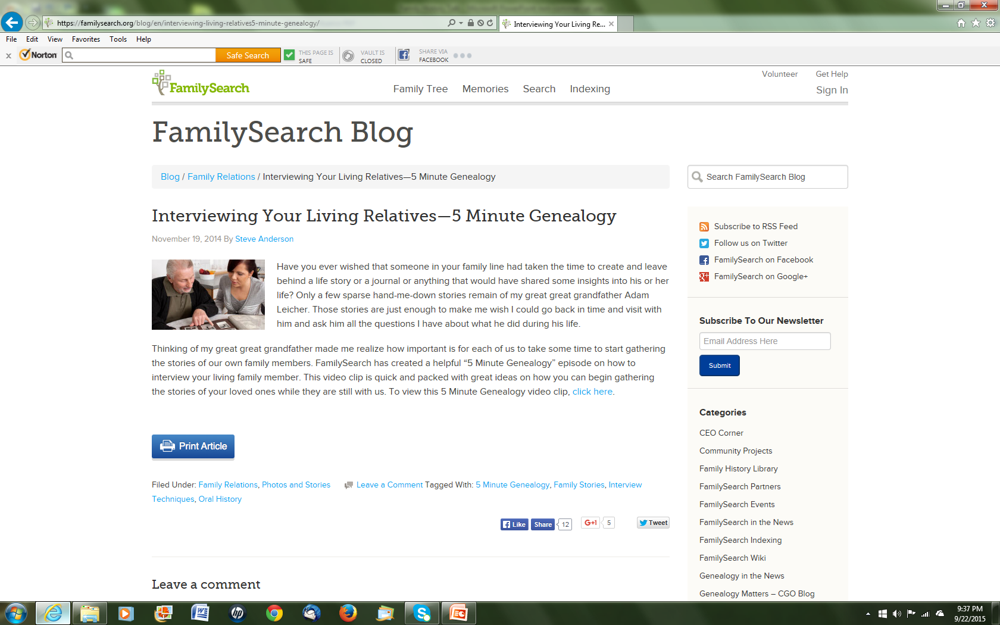 https://familysearch.org/blog/en/interviewing-living-relatives5-minute-genealogy/
Interviewing Your Living Re...
File Edit View Favorites Tools Help
x Norton Safe Search THIS PAGE IS SAFE VAULT IS CLOSED SHARE VIA FACEBOOK
Volunteer Get Help
FamilySearch
Family Tree Memories Search Indexing
Sign In
FamilySearch Blog
Blog / Family Relations / Interviewing Your Living Relatives—5 Minute Genealogy
Search FamilySearch Blog
Interviewing Your Living Relatives—5 Minute Genealogy
November 19, 2014 By Steve Anderson
Have you ever wished that someone in your family line had taken the time to create and leave
behind a life story or a journal or anything that would have shared some insights into his or her
life? Only a few sparse hand-me-down stories remain of my great great grandfather Adam
Leicher. Those stories are just enough to make me wish I could go back in time and visit with
him and ask him all the questions I have about what he did during his life.
Thinking of my great great grandfather made me realize how important is for each of us to take some time to start gathering
the stories of our own family members. FamilySearch has created a helpful “5 Minute Genealogy” episode on how to
interview your living family member. This video clip is quick and packed with great ideas on how you can begin gathering
the stories of your loved ones while they are still with us. To view this 5 Minute Genealogy video clip, click here.
Print Article
Filed Under: Family Relations, Photos and Stories Leave a Comment Tagged With: 5 Minute Genealogy, Family Stories, Interview
Techniques, Oral History
Like Share 12 G+1 5 Tweet
Leave a comment
Subscribe to RSS Feed
Follow us on Twitter
FamilySearch on Facebook
FamilySearch on Google+
Subscribe To Our Newsletter
Email Address Here
Submit
Categories
CEO Corner
Community Projects
Family History Library
FamilySearch Partners
FamilySearch Events
FamilySearch in the News
FamilySearch Indexing
FamilySearch Wiki
Genealogy in the News
Genealogy Matters – CGO Blog
9:37 PM
9/22/2015